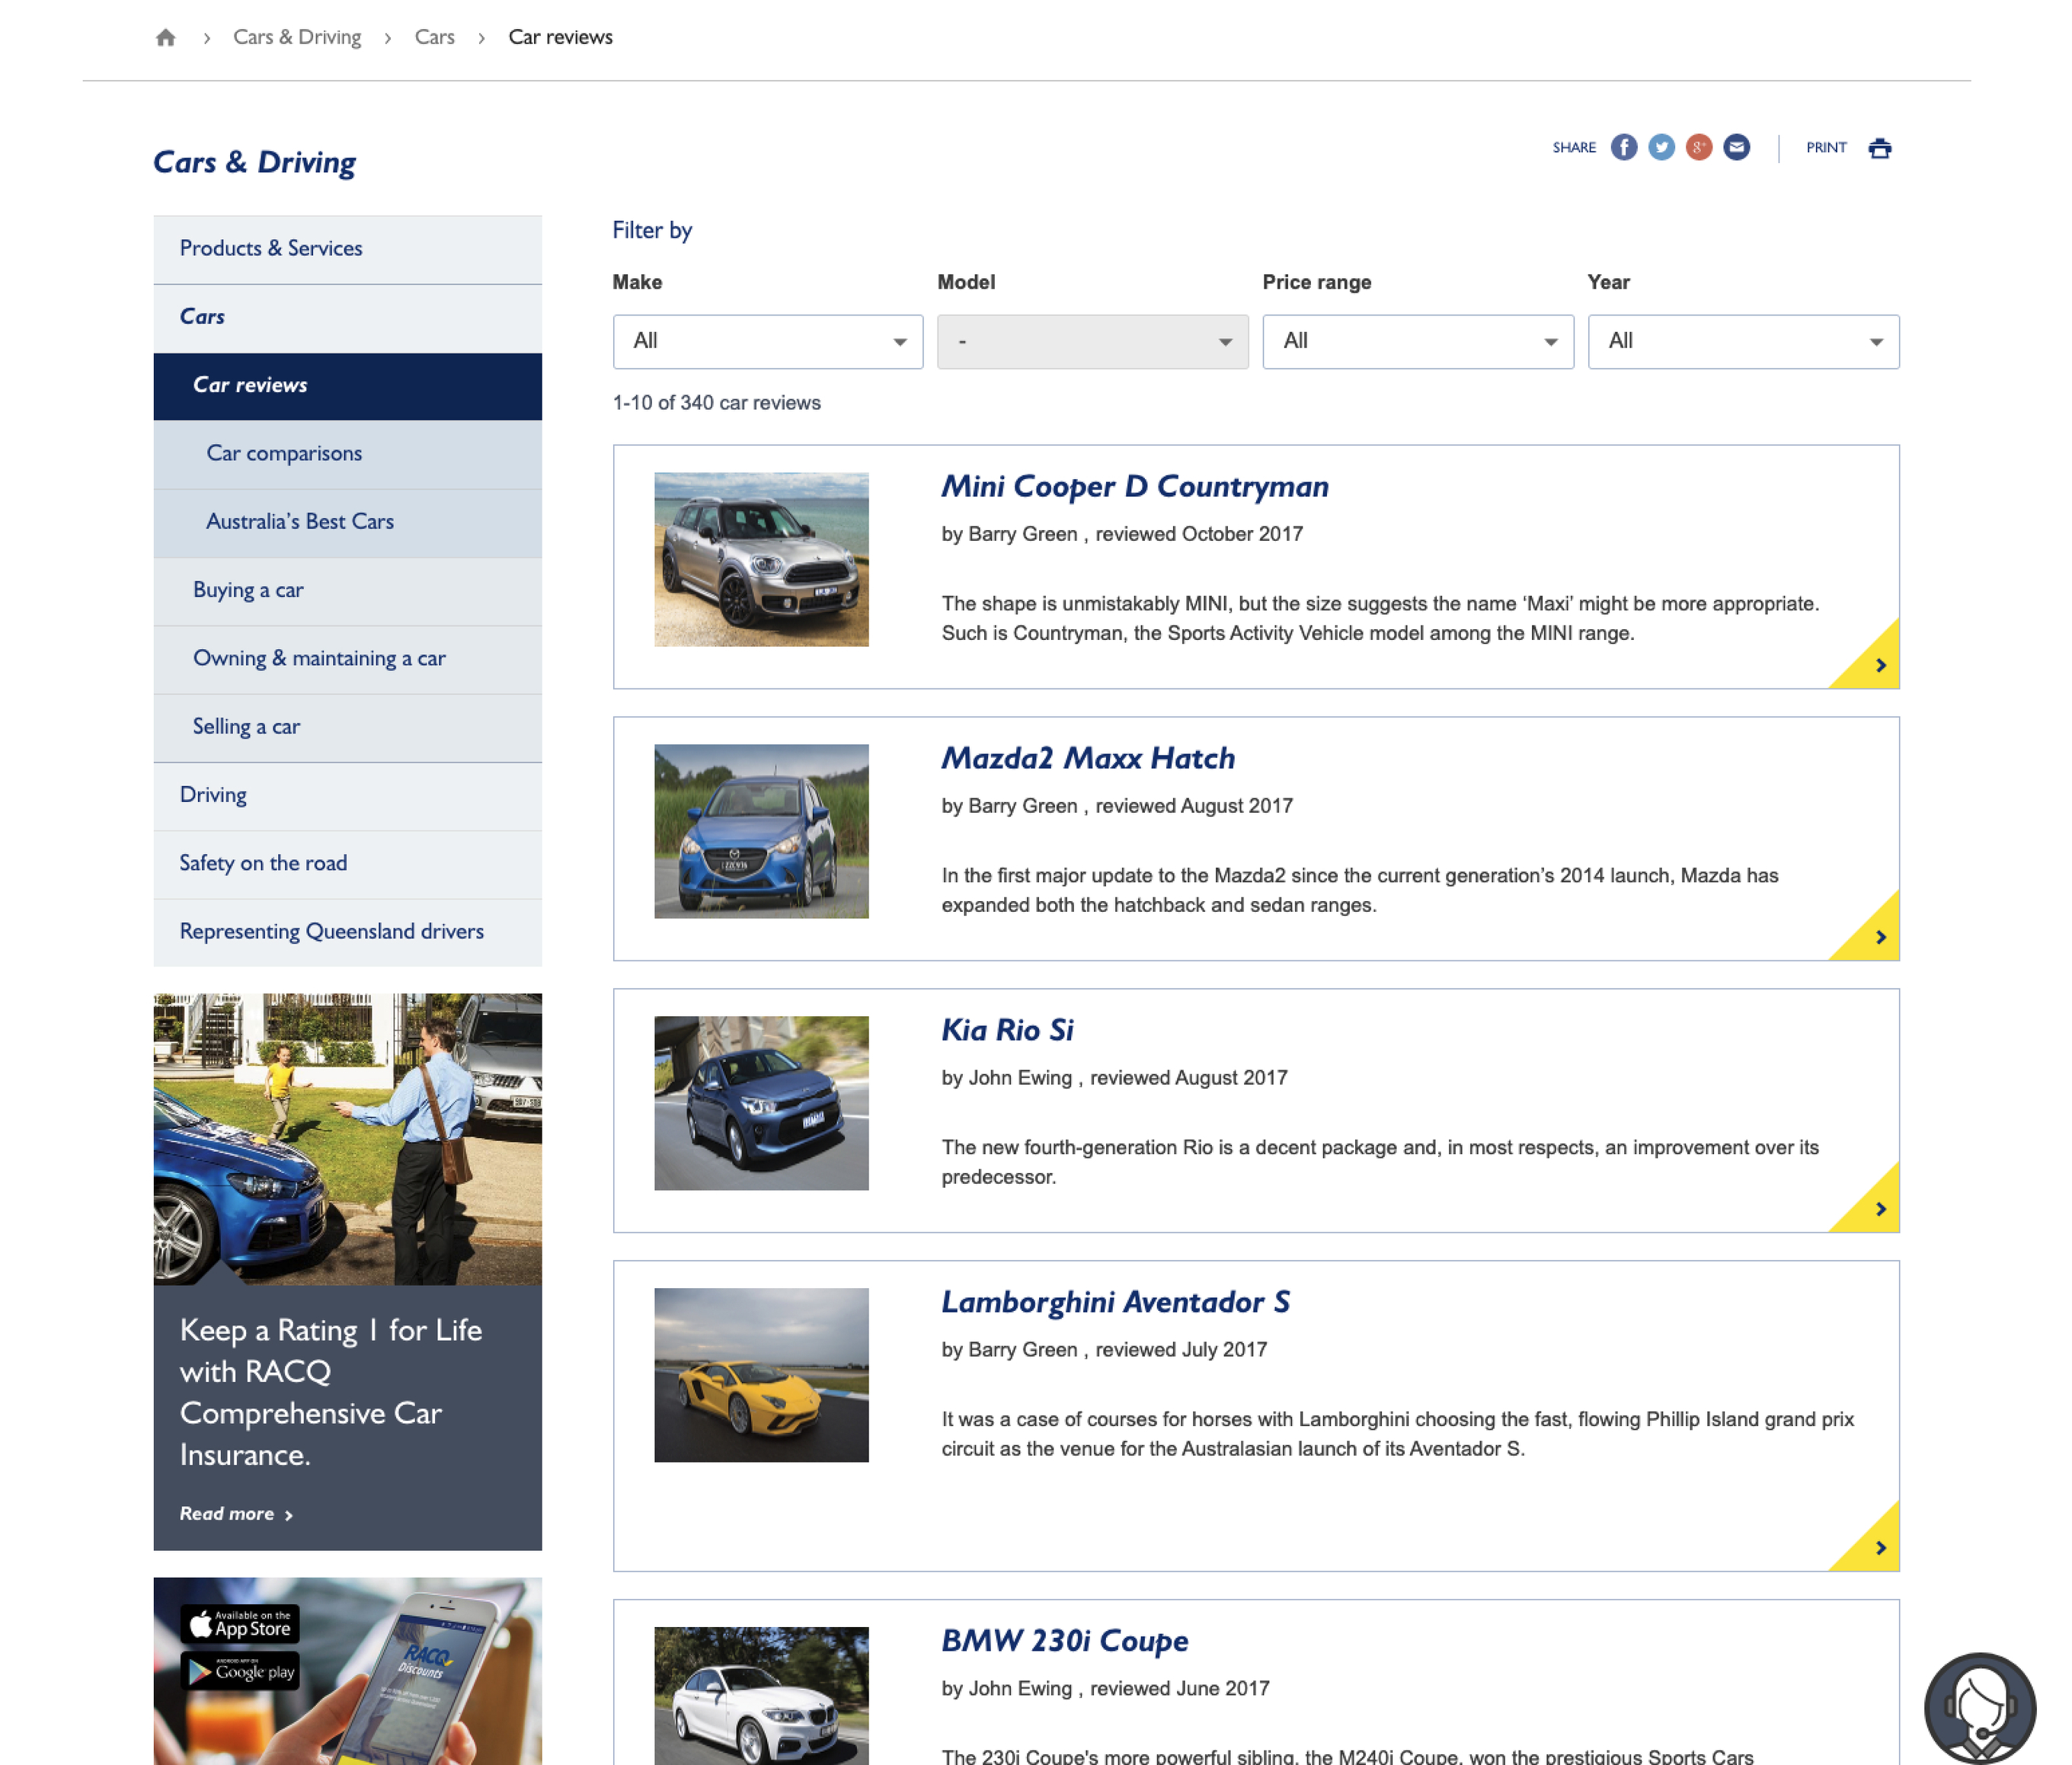 Cars & Driving
Cars
Car reviews
Cars & Driving
SHARE
PRINT
Products & Services
Cars
Car reviews
Car comparisons
Australia’s Best Cars
Buying a car
Owning & maintaining a car
Selling a car
Driving
Safety on the road
Representing Queensland drivers
Keep a Rating 1 for Life
with RACQ
Comprehensive Car
Insurance.
Read more
Available on the
App Store
ANDROID APP ON
Google play
RACQ
Discounts
Filter by
Make
Model
Price range
Year
All
-
All
All
1-10 of 340 car reviews
Mini Cooper D Countryman
by Barry Green , reviewed October 2017
The shape is unmistakably MINI, but the size suggests the name ‘Maxi’ might be more appropriate.
Such is Countryman, the Sports Activity Vehicle model among the MINI range.
Mazda2 Maxx Hatch
by Barry Green , reviewed August 2017
In the first major update to the Mazda2 since the current generation’s 2014 launch, Mazda has
expanded both the hatchback and sedan ranges.
Kia Rio Si
by John Ewing , reviewed August 2017
The new fourth-generation Rio is a decent package and, in most respects, an improvement over its
predecessor.
Lamborghini Aventador S
by Barry Green , reviewed July 2017
It was a case of courses for horses with Lamborghini choosing the fast, flowing Phillip Island grand prix
circuit as the venue for the Australasian launch of its Aventador S.
BMW 230i Coupe
by John Ewing , reviewed June 2017
The 230i Coupe's more powerful sibling, the M240i Coupe, won the prestigious Sports Cars